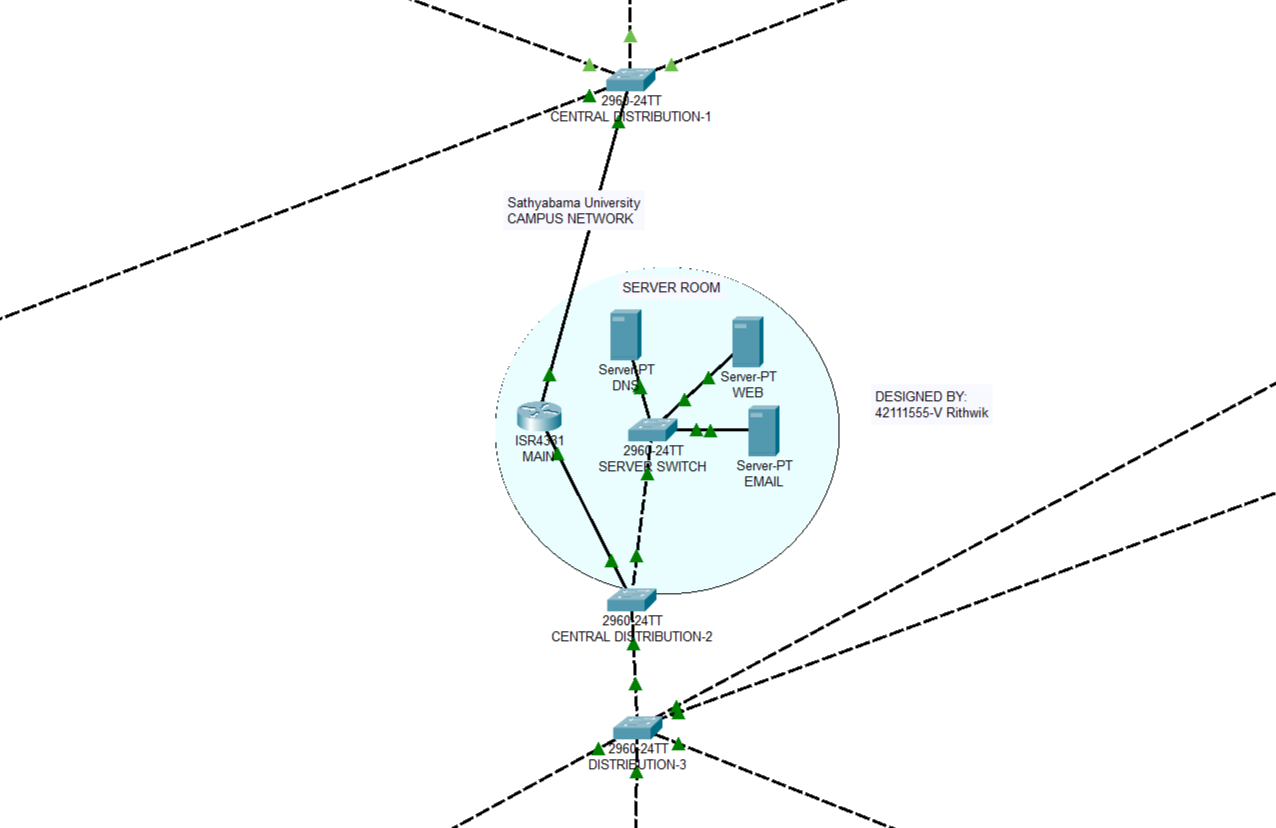 2960-24TT
CENTRAL DISTRIBUTION-1
Sathyabama University
CAMPUS NETWORK
SERVER ROOM
Server-PT
DNS
Server-PT
WEB
DESIGNED BY:
42111555-V Rithwik
ISR4331
MAIN
2960-24TT
SERVER SWITCH
Server-PT
EMAIL
2960-24TT
CENTRAL DISTRIBUTION-2
2960-24TT
DISTRIBUTION-3